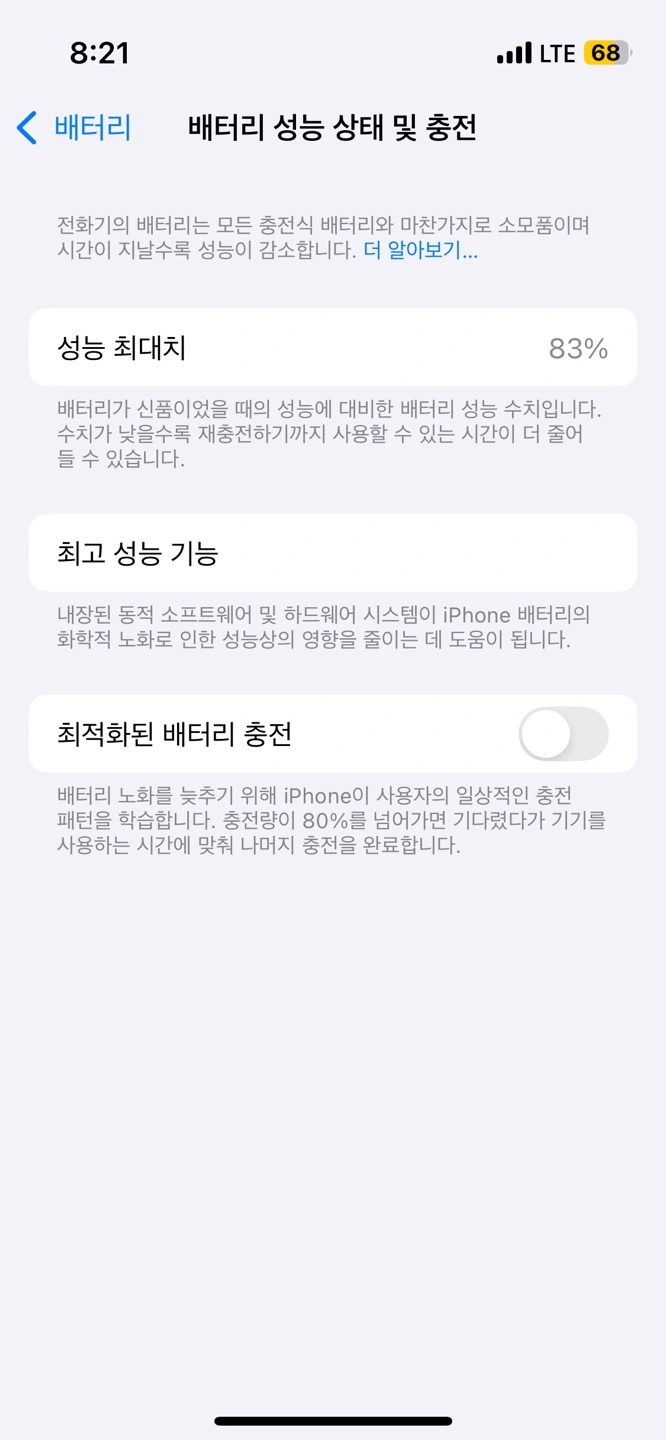 8:21 LTE 68
배터리 배터리 성능 상태 및 충전
전화기의 배터리는 모든 충전식 배터리와 마찬가지로 소모품이며
시간이 지날수록 성능이 감소합니다. 더 알아보기...
성능 최대치 83%
배터리가 신품이었을 때의 성능에 대비한 배터리 성능 수치입니다.
수치가 낮을수록 재충전하기까지 사용할 수 있는 시간이 더 줄어
들 수 있습니다.
최고 성능 기능
내장된 동적 소프트웨어 및 하드웨어 시스템이 iPhone 배터리의
화학적 노화로 인한 성능상의 영향을 줄이는 데 도움이 됩니다.
최적화된 배터리 충전
배터리 노화를 늦추기 위해 iPhone이 사용자의 일상적인 충전
패턴을 학습합니다. 충전량이 80%를 넘어가면 기다렸다가 기기를
사용하는 시간에 맞춰 나머지 충전을 완료합니다.